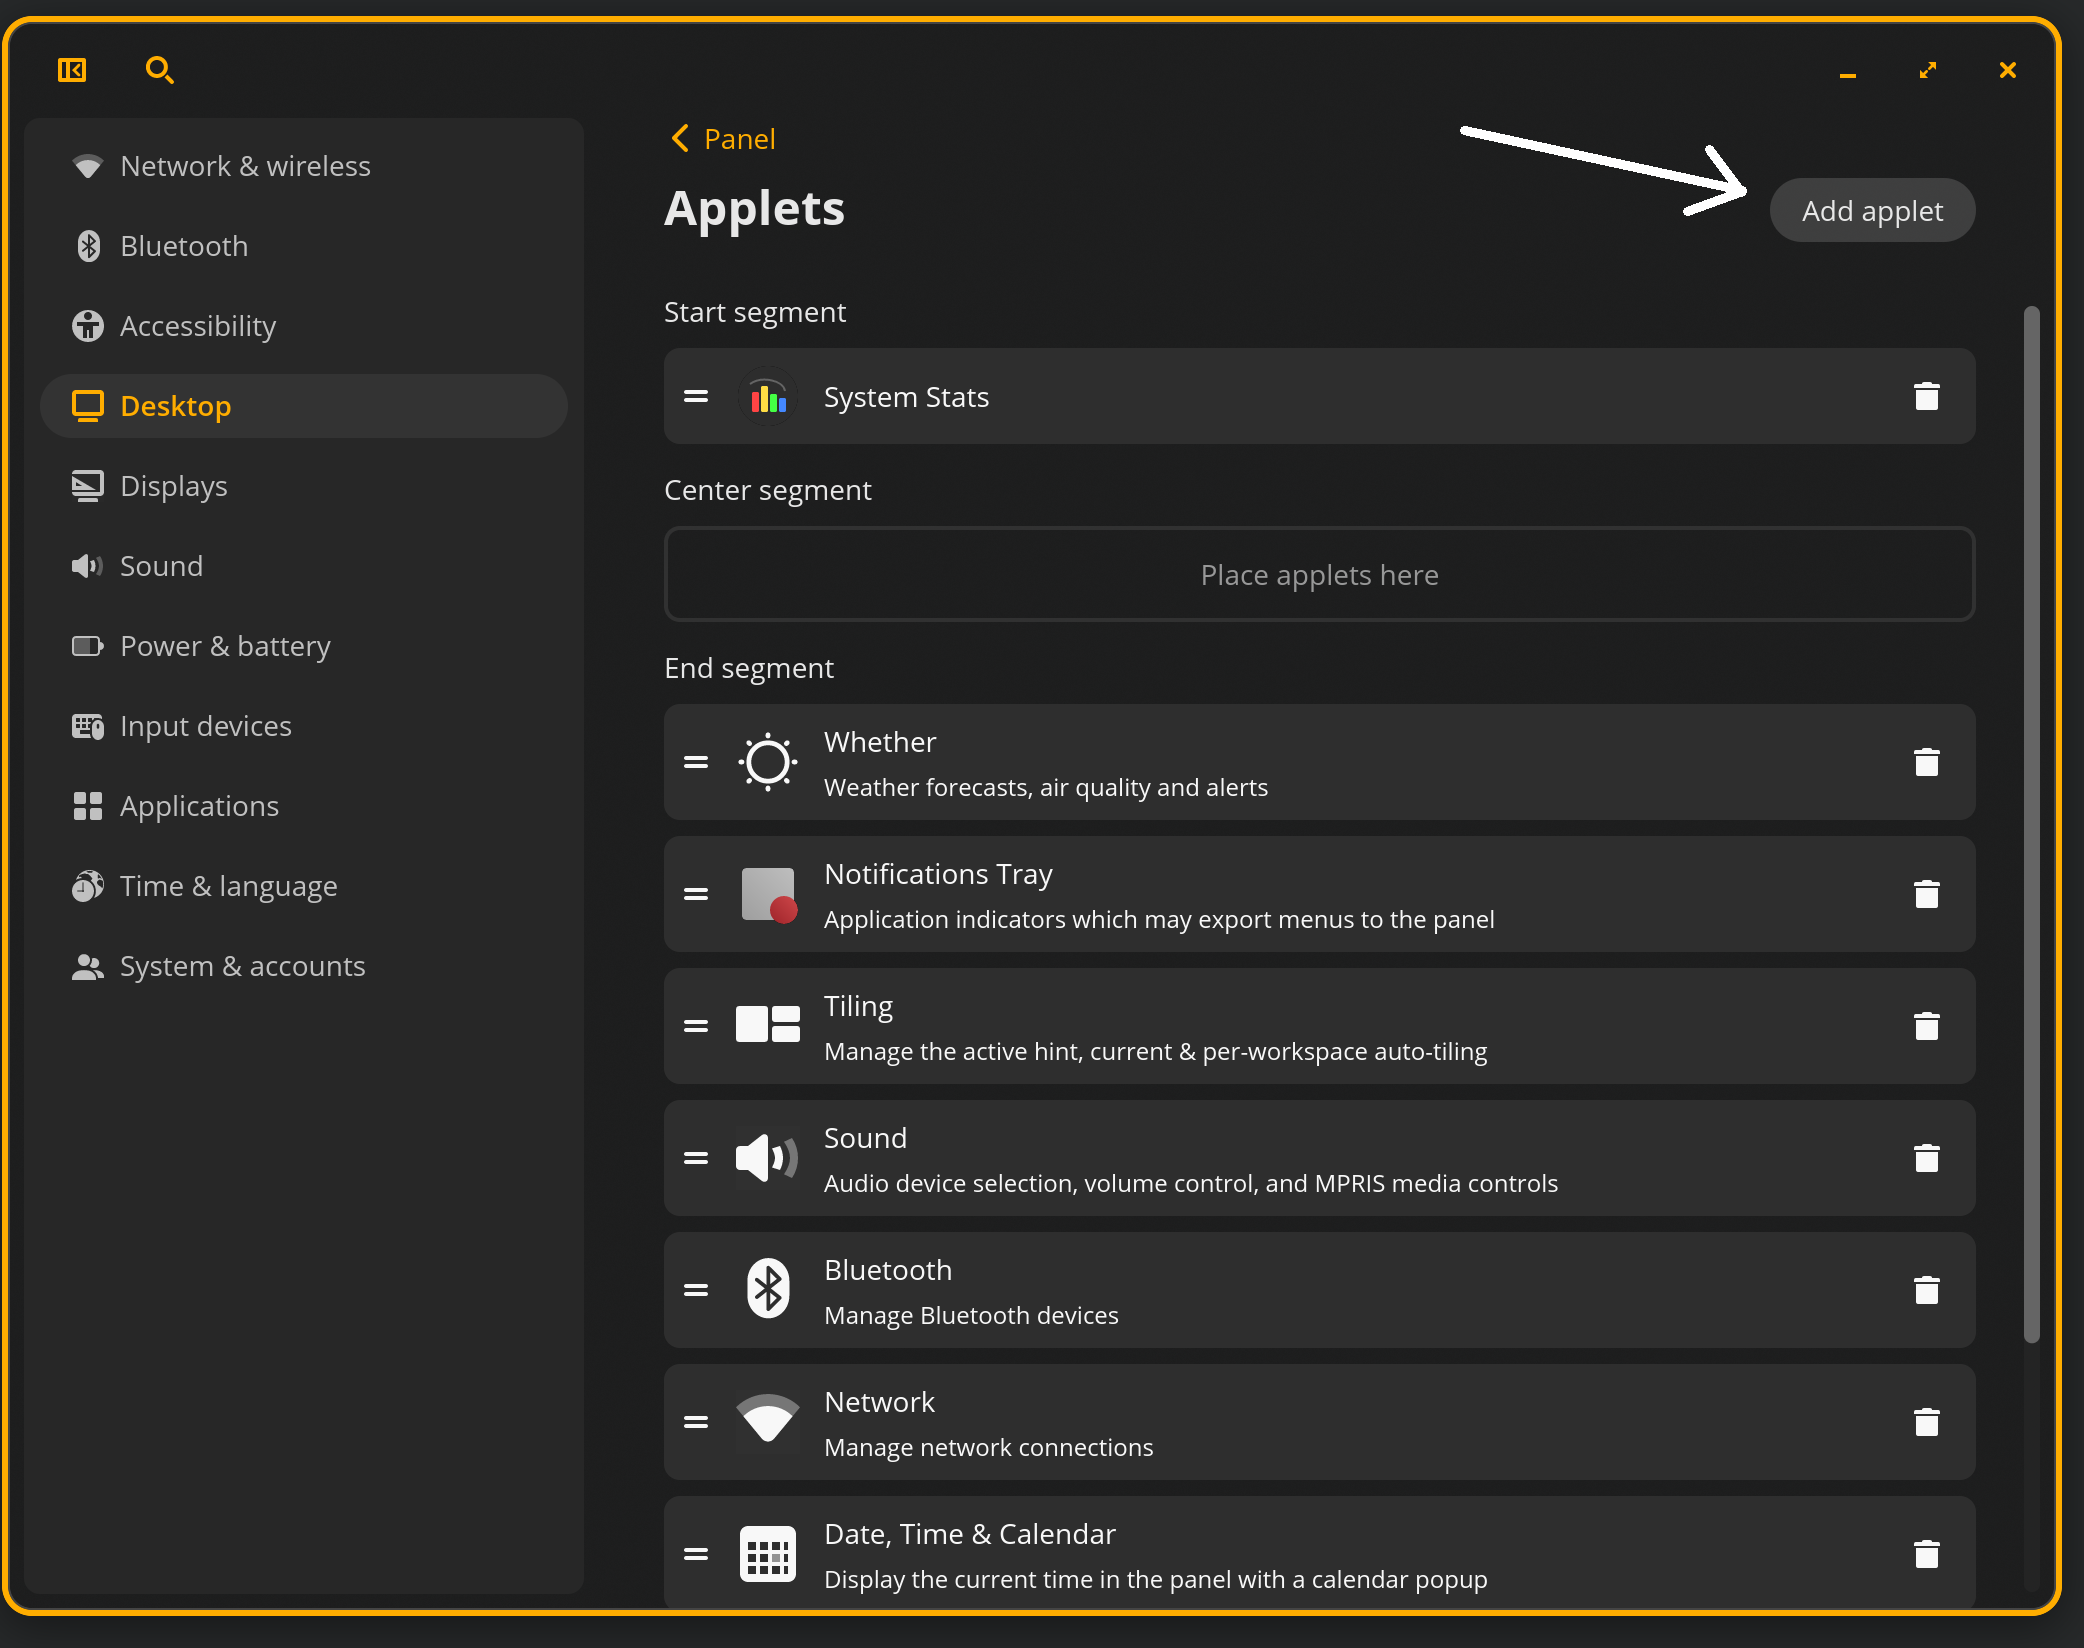 Panel
Applets
Add applet
Network & wireless
Bluetooth
Accessibility
Desktop
Displays
Sound
Power & battery
Input devices
Applications
Time & language
System & accounts
Start segment
System Stats
Center segment
Place applets here
End segment
Whether
Weather forecasts, air quality and alerts
Notifications Tray
Application indicators which may export menus to the panel
Tiling
Manage the active hint, current & per-workspace auto-tiling
Sound
Audio device selection, volume control, and MPRIS media controls
Bluetooth
Manage Bluetooth devices
Network
Manage network connections
Date, Time & Calendar
Display the current time in the panel with a calendar popup